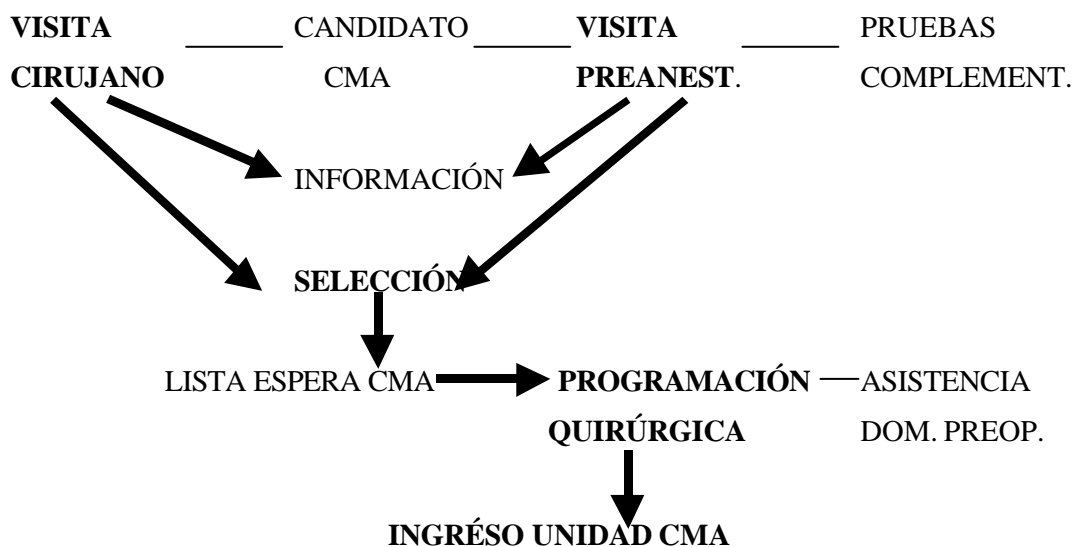 VISITA CANDIDATO VISITA PRUEBAS
CIRUJANO CMA PREANEST. COMPLEMENT.
INFORMACIÓN
SELECCIÓN
LISTA ESPERA CMA PROGRAMACIÓN ASISTENCIA
QUIRÚRGICA DOM. PREOP.
INGRÉSO UNIDAD CMA